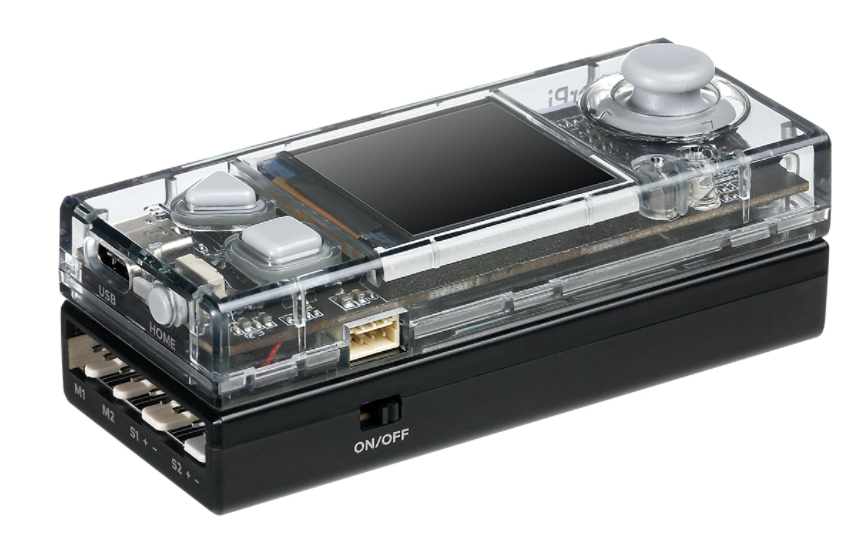 USB
HOME
M1
M2
S1 + -
S2 + -
ON/OFF